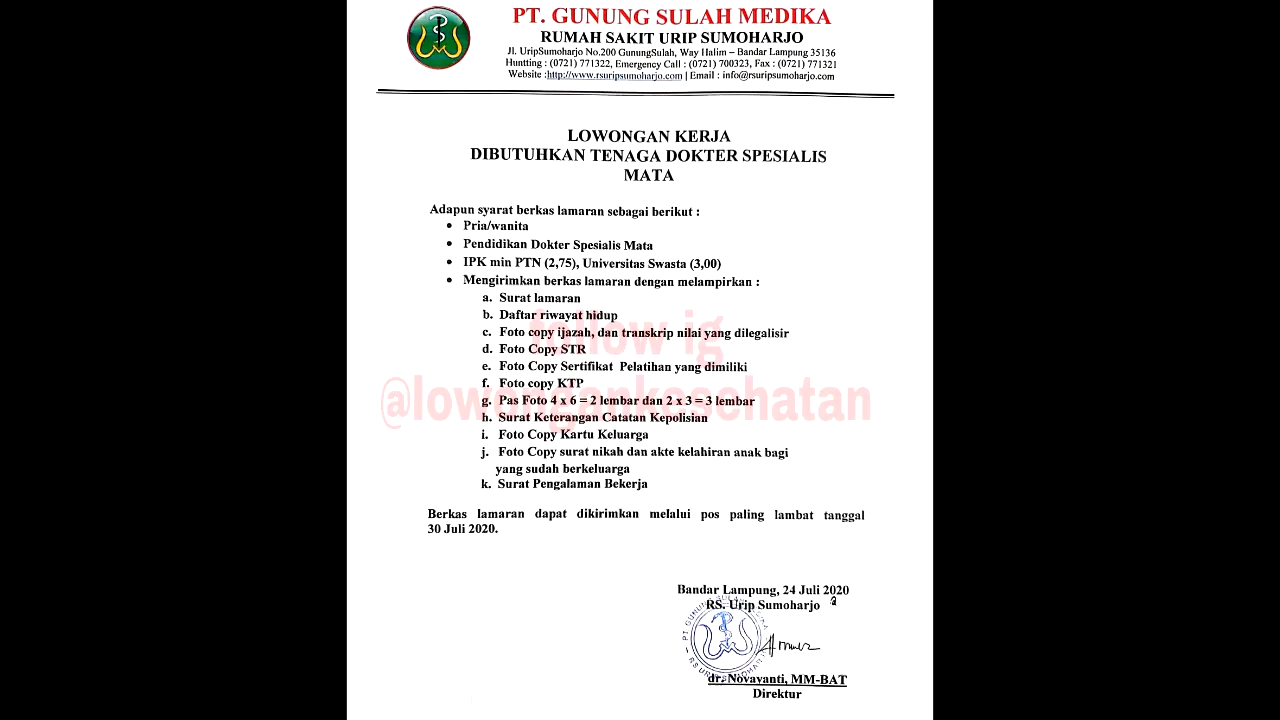 PT. GUNUNG SULAH MEDIKA
RUMAH SAKIT URIP SUMOHARJO
Jl. UripSumoharjo No.200 GunungSulah, Way Halim – Bandar Lampung 35136
Huntting : (0721) 771322, Emergency Call : (0721) 700323, Fax : (0721) 771321
Website :http://www.rsuripsumoharjo.com | Email : info@rsuripsumoharjo.com
LOWONGAN KERJA
DIBUTUHKAN TENAGA DOKTER SPESIALIS
MATA
Adapun syarat berkas lamaran sebagai berikut :
• Pria/wanita
• Pendidikan Dokter Spesialis Mata
• IPK min PTN (2,75), Universitas Swasta (3,00)
• Mengirimkan berkas lamaran dengan melampirkan :
a. Surat lamaran
b. Daftar riwayat hidup
follow ig
c. Foto copy ijazah, dan transkrip nilai yang dilegalisir
d. Foto Copy STR
e. Foto Copy Sertifikat Pelatihan yang dimiliki
f. Foto copy KTP
@lowongankesehatan
g. Pas Foto 4 x 6 = 2 lembar dan 2 x 3 = 3 lembar
h. Surat Keterangan Catatan Kepolisian
i. Foto Copy Kartu Keluarga
j. Foto Copy surat nikah dan akte kelahiran anak bagi
yang sudah berkeluarga
k. Surat Pengalaman Bekerja
Berkas lamaran dapat dikirimkan melalui pos paling lambat tanggal
30 Juli 2020.
Bandar Lampung, 24 Juli 2020
RS. Urip Sumoharjo
dr. Novayanti, MM-BAT
Direktur